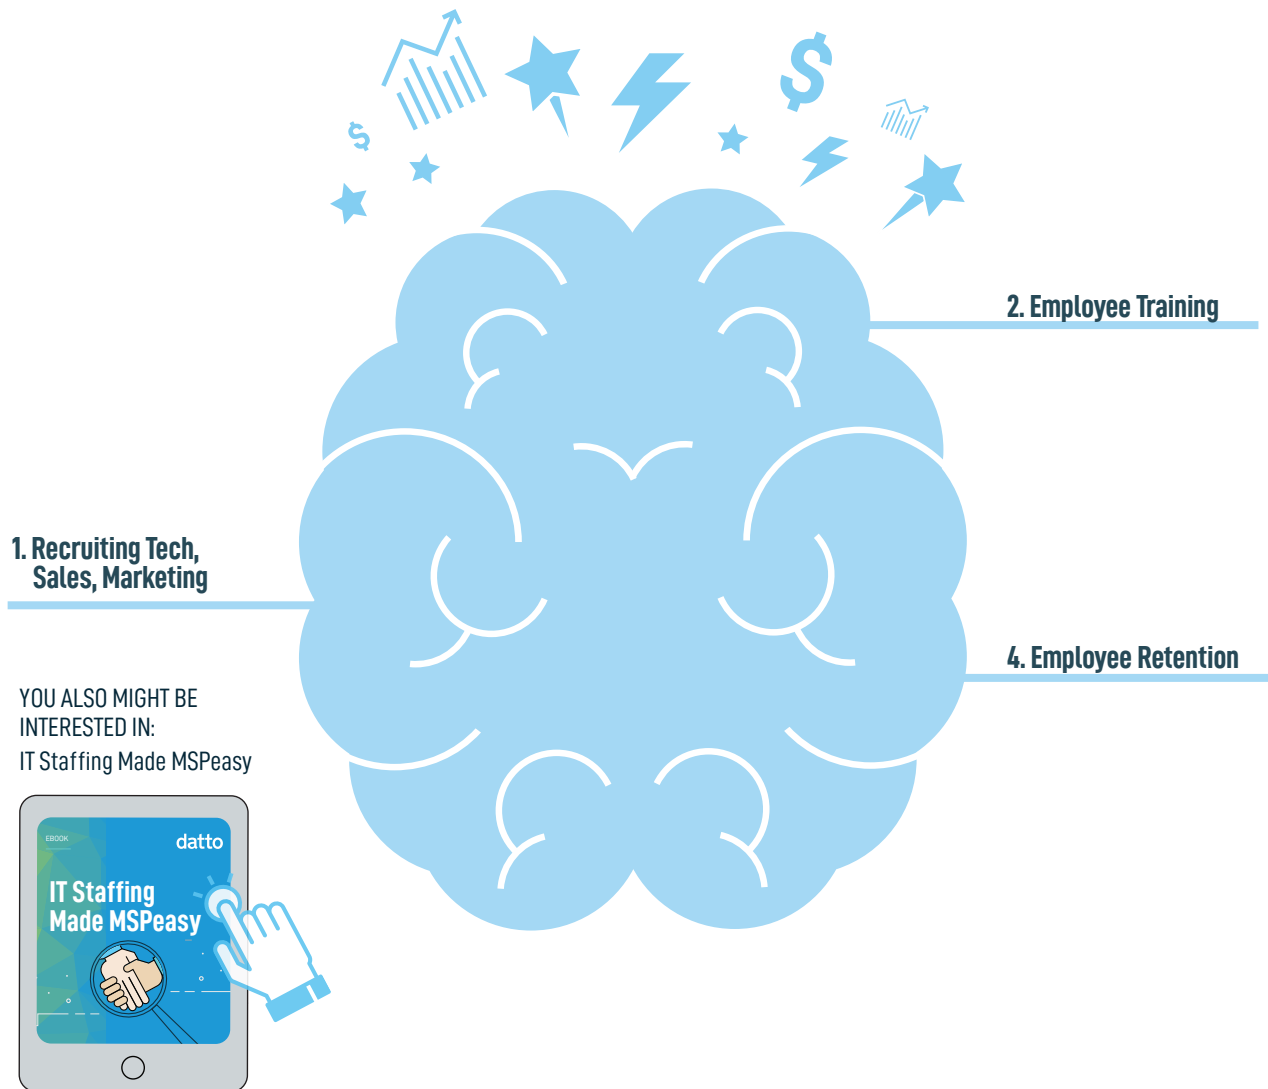 2. Employee Training
1. Recruiting Tech,
Sales, Marketing
4. Employee Retention
YOU ALSO MIGHT BE
INTERESTED IN:
IT Staffing Made MSPeasy
EBOOK
datto
IT Staffing
Made MSPeasy